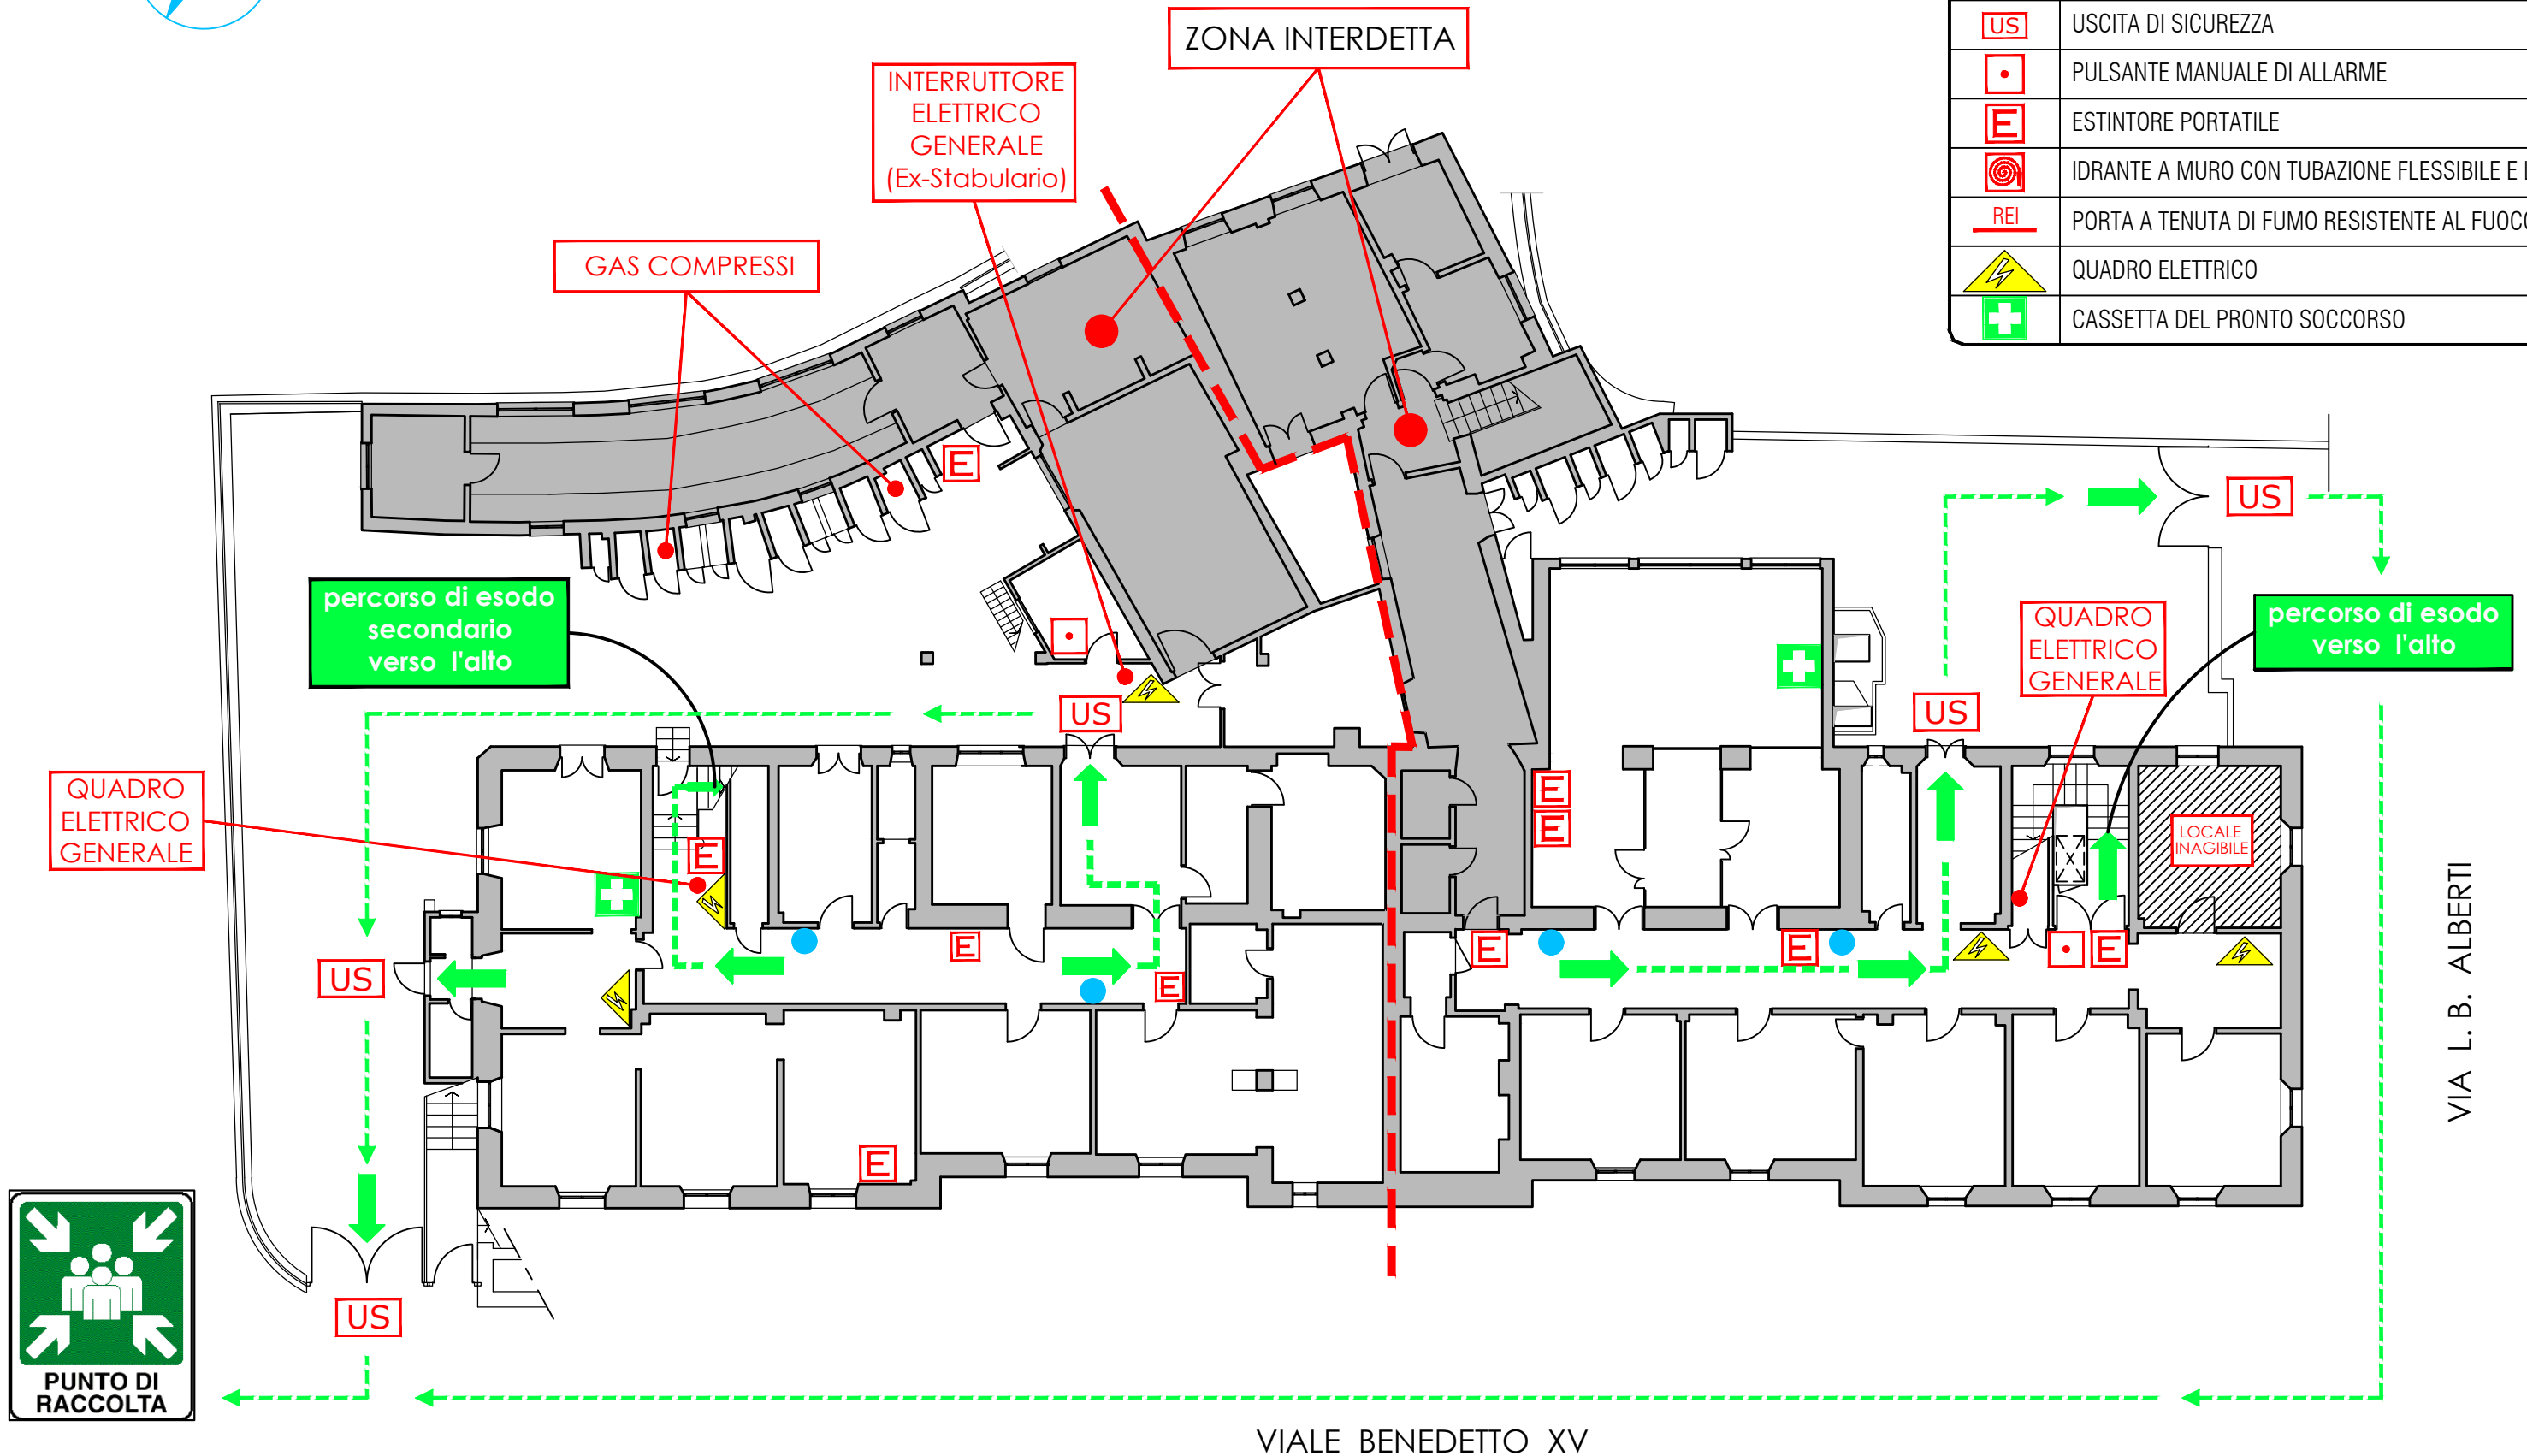 ZONA INTERDETTA
INTERRUTTORE
ELETTRICO
GENERALE
(Ex-Stabulario)
GAS COMPRESSI
US USCITA DI SICUREZZA
PULSANTE MANUALE DI ALLARME
E ESTINTORE PORTATILE
IDRANTE A MURO CON TUBAZIONE FLESSIBILE E
REI PORTA A TENUTA DI FUMO RESISTENTE AL
QUADRO ELETTRICO
CASSETTA DEL PRONTO SOCCORSO
E
US
percorso di esodo
secondario
verso l'alto
QUADRO
ELETTRICO
GENERALE
percorso di esodo
verso l'alto
US
US
QUADRO
ELETTRICO
GENERALE
E
E
E
LOCALE
INAGIBILE
E
E
E
E
E
US
E
VIA L. B. ALBERTI
US
PUNTO DI
RACCOLTA
VIALE BENEDETTO XV